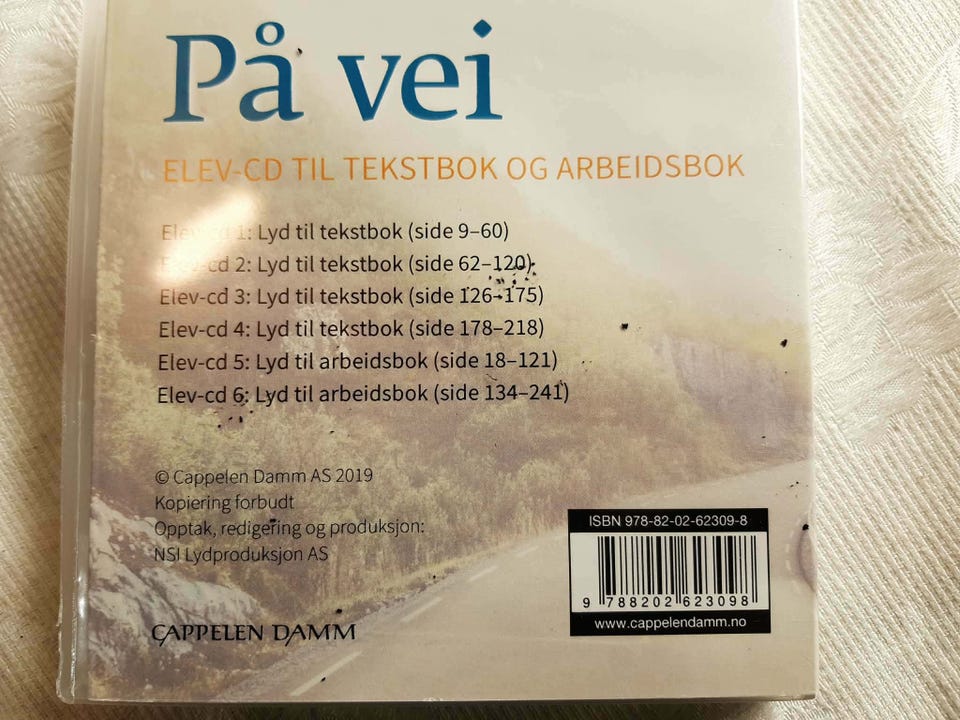 På vei
ELEV-CD TIL TEKSTBOK OG ARBEIDSBOK
Elev-cd 1: Lyd til tekstbok (side 9–60)
Elev-cd 2: Lyd til tekstbok (side 62–120)
Elev-cd 3: Lyd til tekstbok (side 126–175)
Elev-cd 4: Lyd til tekstbok (side 178–218)
Elev-cd 5: Lyd til arbeidsbok (side 18–121)
Elev-cd 6: Lyd til arbeidsbok (side 134–241)
© Cappelen Damm AS 2019
Kopiering forbudt
Opptak, redigering og produksjon:
NSI Lydproduksjon AS
CAPPELEN DAMM
ISBN 978-82-02-62309-8
9 788202 623098
www.cappelendamm.no